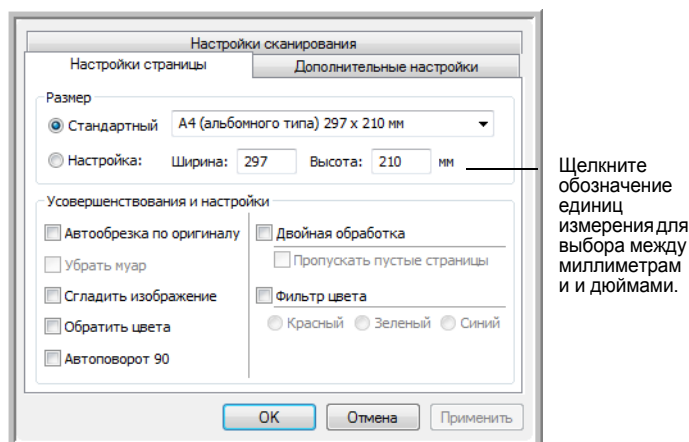 Настройки сканирования
Настройки страницы
Дополнительные настройки
Размер
Стандартный
А4 (альбомного типа) 297 x 210 мм
Настройка:
Ширина:
297
Высота:
210
мм
Усовершенствования и настройки
Автообрезка по оригиналу
Убрать муар
Сгладить изображение
Обратить цвета
Автоповорот 90
Двойная обработка
Пропускать пустые страницы
Фильтр цвета
Красный
Зеленый
Синий
OK
Отмена
Применить
Щелкните
обозначение
единиц
измерения для
выбора между
миллиметрам
и и дюймами.